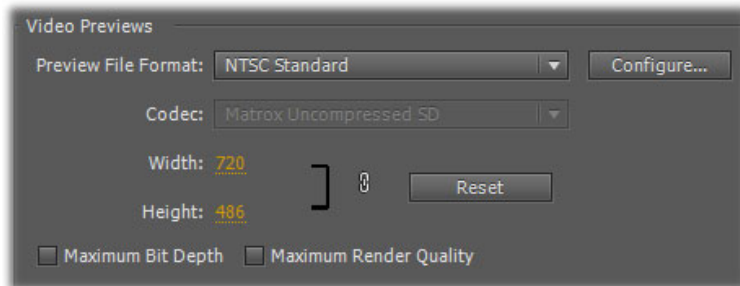 Video Previews
Preview File Format: NTSC Standard Configure...
Codec: Matrox Uncompressed SD
Width: 720
Reset
Height: 486
Maximum Bit Depth Maximum Render Quality